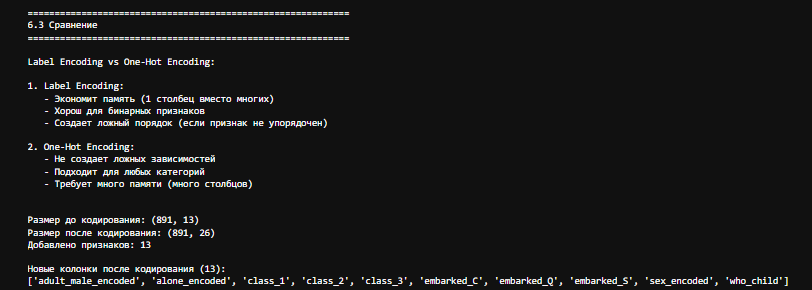 ============================================================
6.3 Сравнение
============================================================
Label Encoding vs One-Hot Encoding:
1. Label Encoding:
- Экономит память (1 столбец вместо многих)
- Хорош для бинарных признаков
- Создает ложный порядок (если признак не упорядочен)
2. One-Hot Encoding:
- Не создает ложных зависимостей
- Подходит для любых категорий
- Требует много памяти (много столбцов)
Размер до кодирования: (891, 13)
Размер после кодирования: (891, 26)
Добавлено признаков: 13
Новые колонки после кодирования (13):
['adult_male_encoded', 'alone_encoded', 'class_1', 'class_2', 'class_3', 'embarked_C', 'embarked_Q', 'embarked_S', 'sex_encoded', 'who_child']